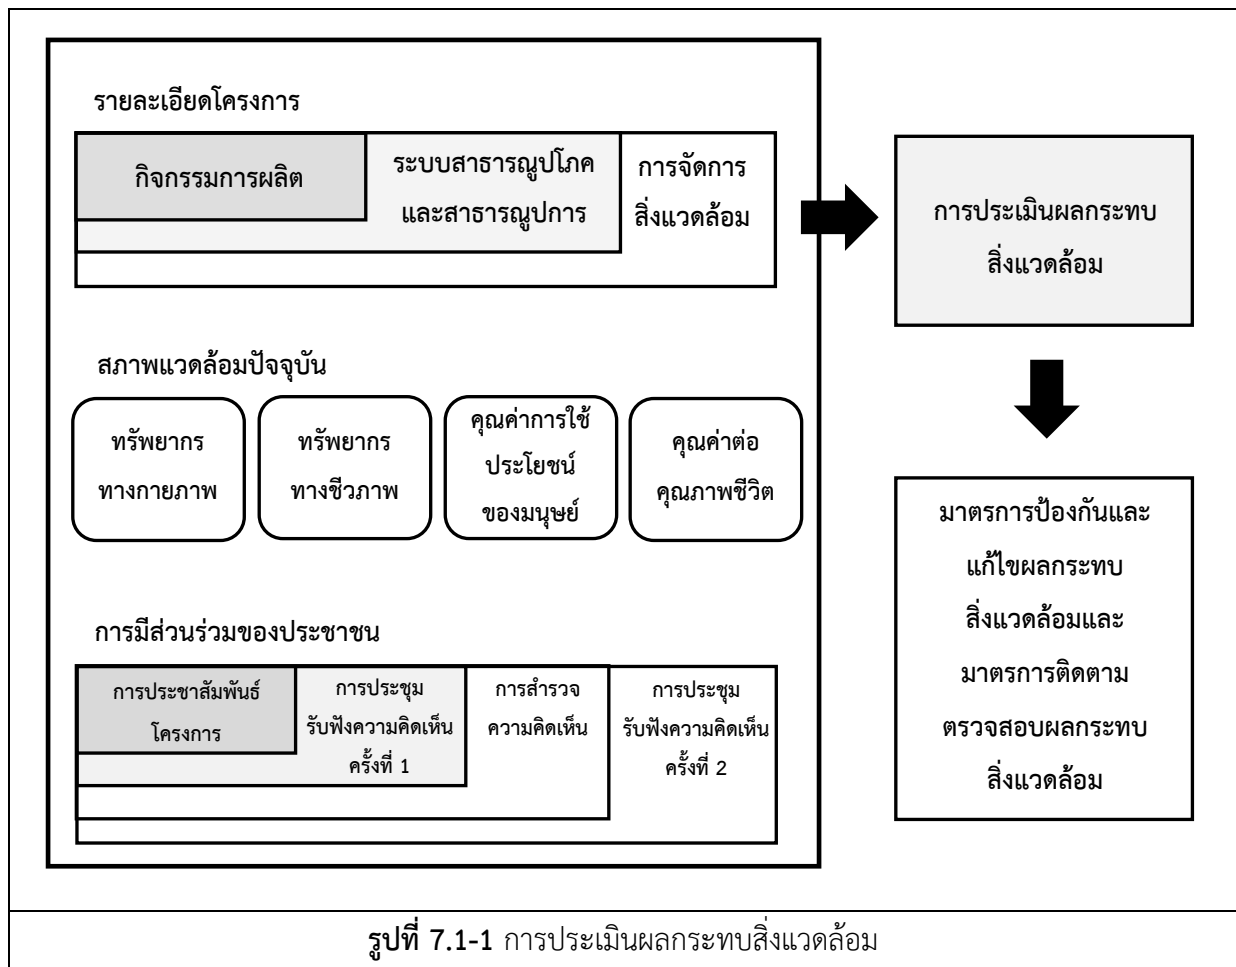 รายละเอียดโครงการ
กิจกรรมการผลิต
ระบบสาธารณูปโภค
และสาธารณูปการ
การจัดการ
สิ่งแวดล้อม
การประเมินผลกระทบ
สิ่งแวดล้อม
สภาพแวดล้อมปัจจุบัน
ทรัพยากร
ทางกายภาพ
ทรัพยากร
ทางชีวภาพ
คุณค่าการใช้
ประโยชน์
ของมนุษย์
คุณค่าต่อ
คุณภาพชีวิต
มาตรการป้องกันและ
แก้ไขผลกระทบ
สิ่งแวดล้อมและ
มาตรการติดตาม
ตรวจสอบผลกระทบ
สิ่งแวดล้อม
การมีส่วนร่วมของประชาชน
การประชาสัมพันธ์
โครงการ
การประชุม
รับฟังความคิดเห็น
ครั้งที่ 1
การสำรวจ
ความคิดเห็น
การประชุม
รับฟังความคิดเห็น
ครั้งที่ 2
รูปที่ 7.1-1 การประเมินผลกระทบสิ่งแวดล้อม